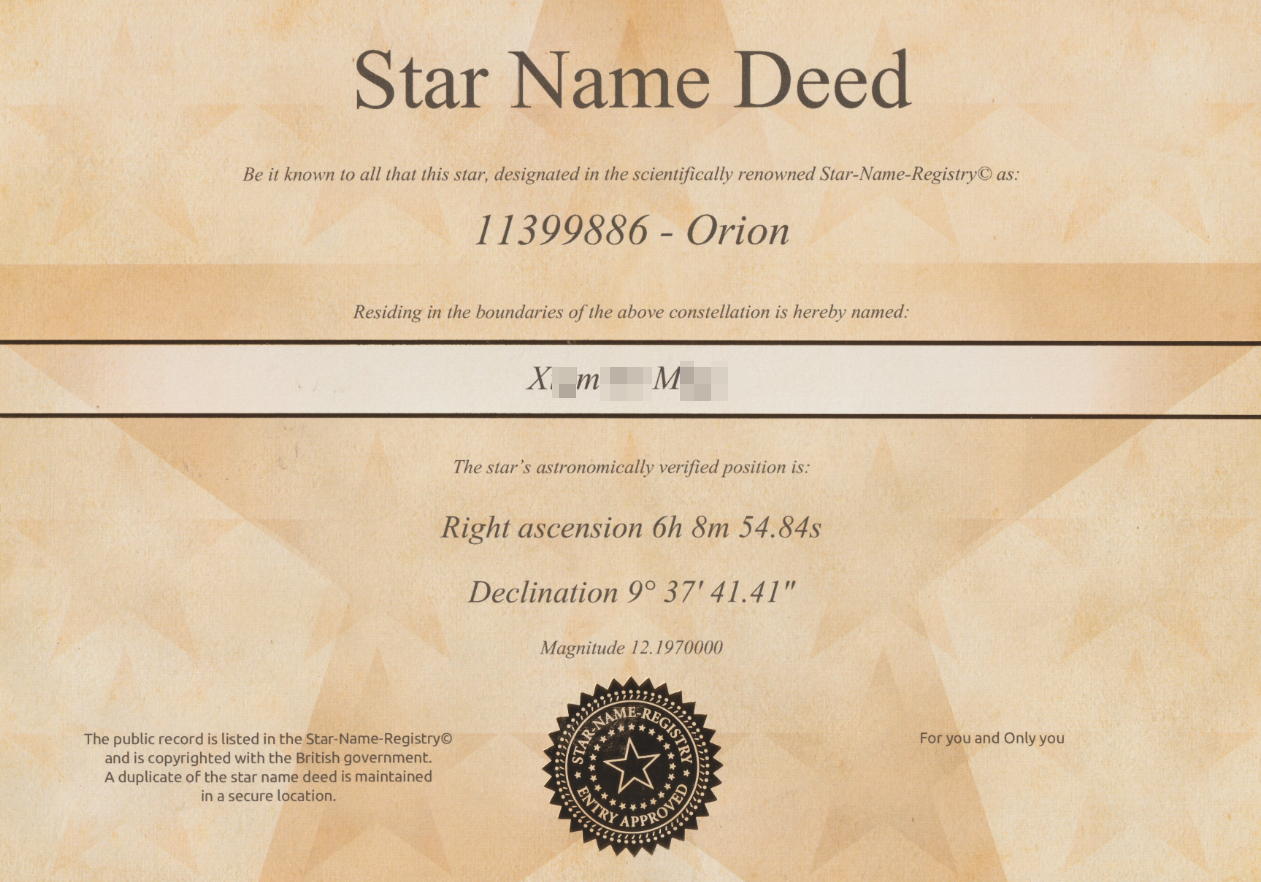 Star Name Deed
Be it known to all that this star, designated in the scientifically renowned Star-Name-Registry© as:
11399886 - Orion
Residing in the boundaries of the above constellation is hereby named:
The star's astronomically verified position is:
Right ascension 6h 8m 54.84s
Declination 9° 37' 41.41"
Magnitude 12.1970000
The public record is listed in the Star-Name-Registry©
and is copyrighted with the British government.
A duplicate of the star name deed is maintained
in a secure location.
STAR-NAME-REGISTRY
ENTRY APPROVED
For you and Only you